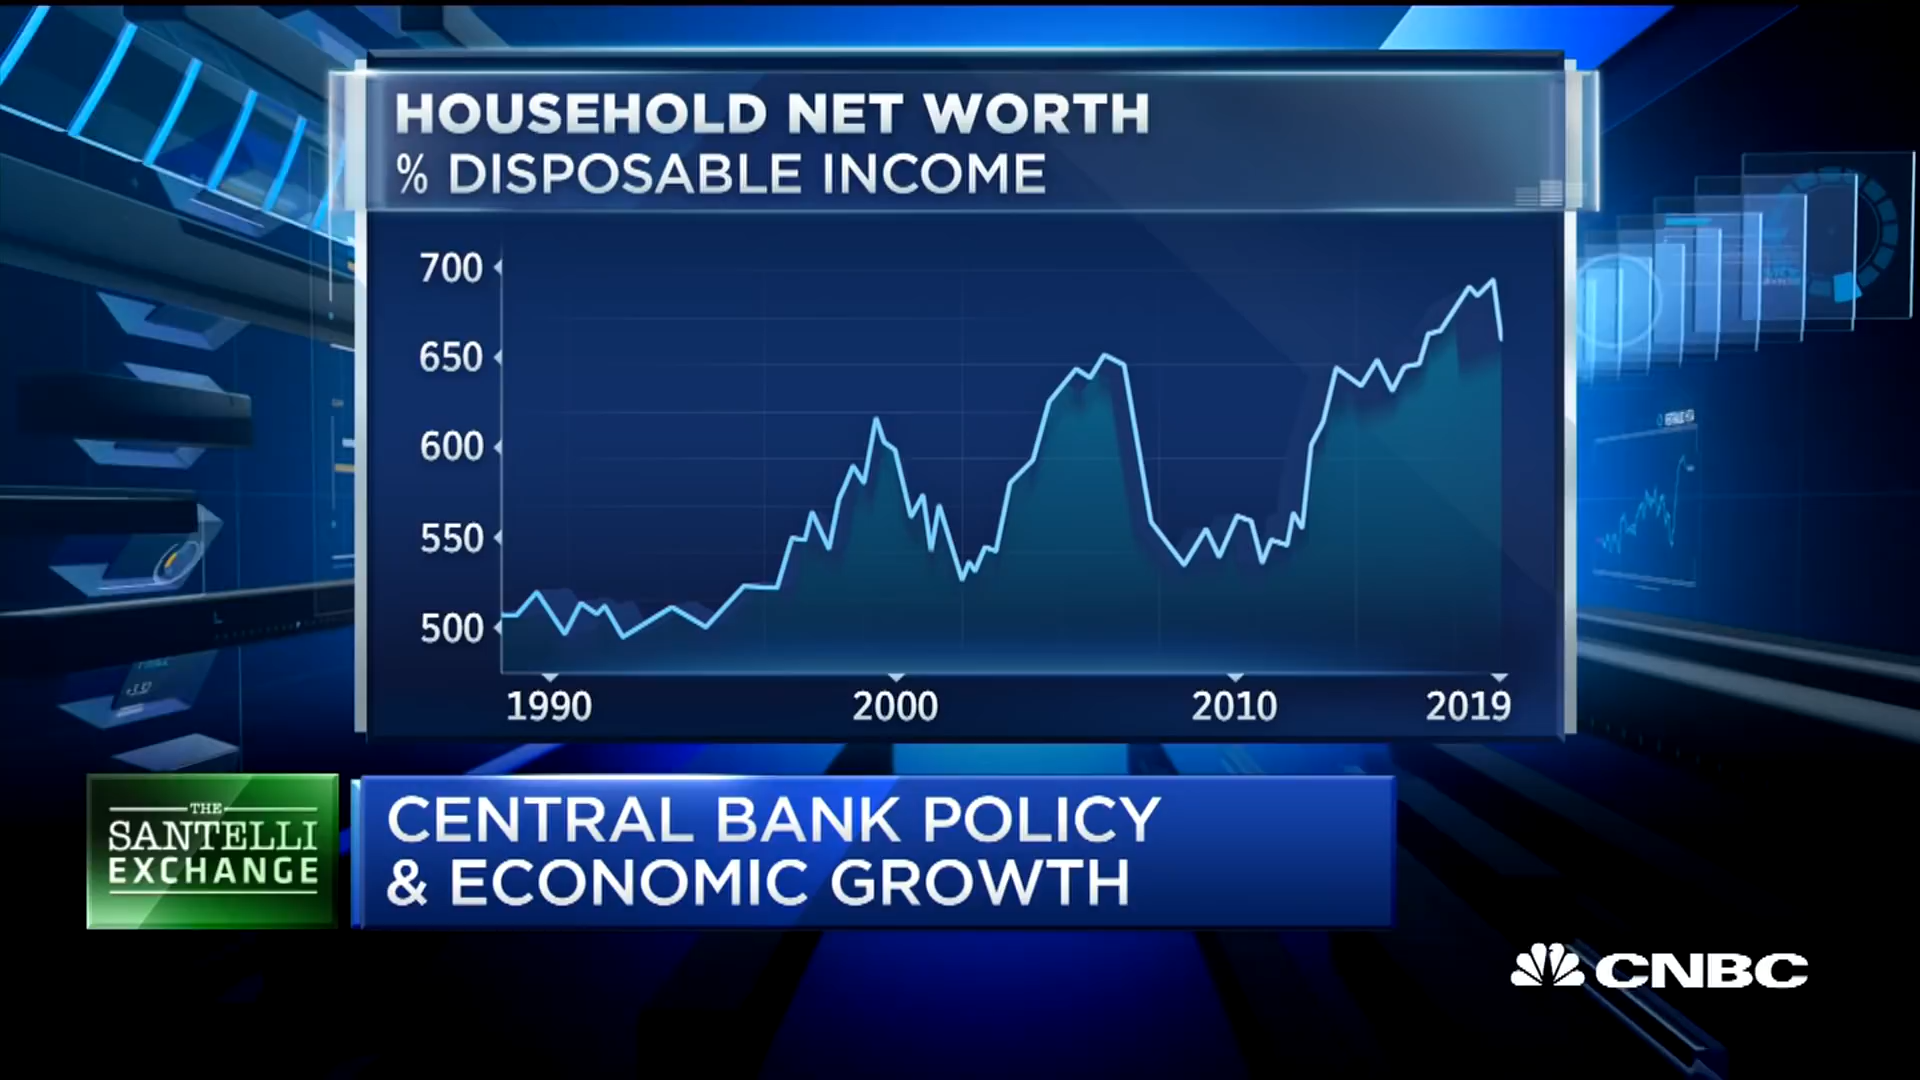 HOUSEHOLD NET WORTH
% DISPOSABLE INCOME
700
650
600
550
500
1990 2000 2010 2019
THE
SANTELLI
EXCHANGE
CENTRAL BANK POLICY
& ECONOMIC GROWTH
CNBC